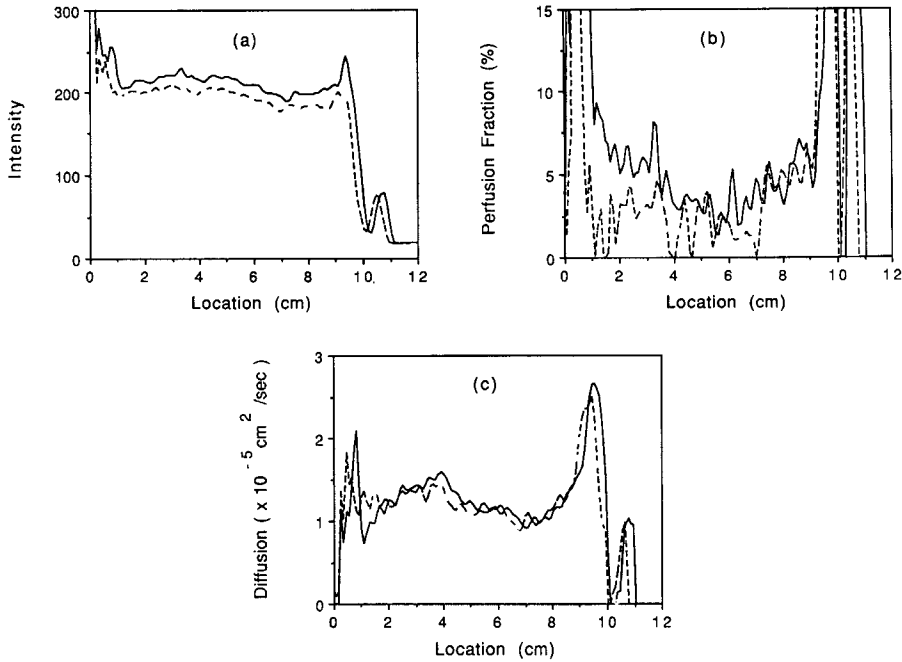 (a)
300
200
100
0
Intensity
0 2 4 6 8 10 12
Location (cm)
(b)
15
10
5
0
Perfusion Fraction (%)
0 2 4 6 8 10 12
Location (cm)
(c)
3
2
1
0
Diffusion ( x 10 -5 cm 2 /sec )
0 2 4 6 8 10 12
Location (cm)